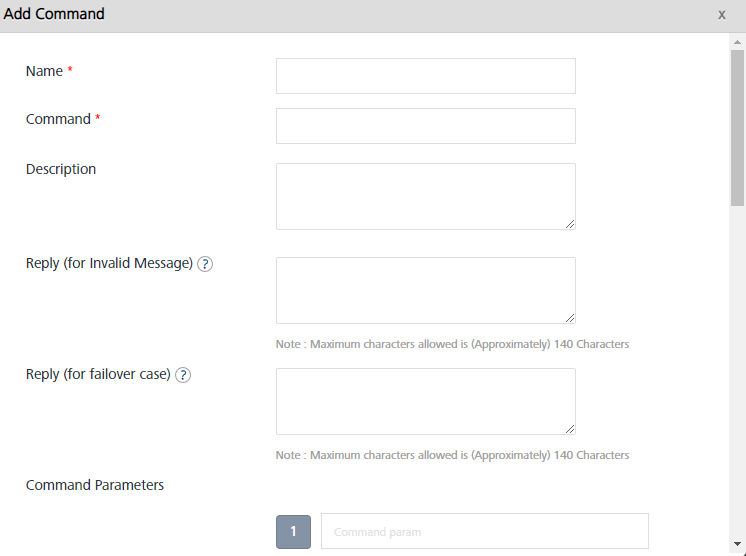 Add Command x
Name *
Command *
Description
Reply (for Invalid Message) ?
Note : Maximum characters allowed is (Approximately) 140 Characters
Reply (for failover case) ?
Note : Maximum characters allowed is (Approximately) 140 Characters
Command Parameters
1 Command param